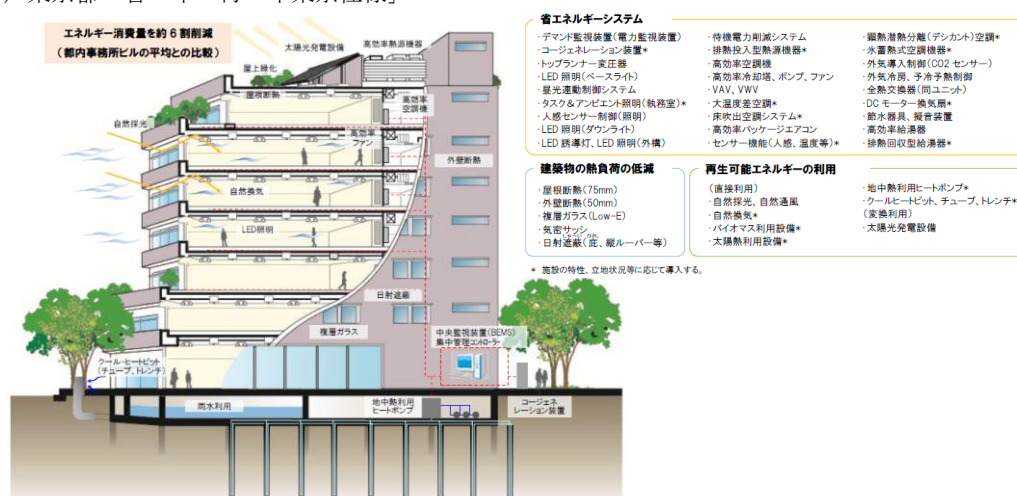 エネルギー消費量を約6割削減
（都内事務所ビルの平均との比較）
太陽光発電設備
高効率熱源機器
屋上緑化
屋根断熱
高効率
空調機
自然採光
高効率
ファン
外壁断熱
自然換気
LED照明
日射遮蔽
複層ガラス
中央監視装置(BEMS)
集中管理コントローラー
クール・ヒートピット
(チューブ、トレンチ)
雨水利用
地中熱利用
ヒートポンプ
コージェネ
レーション装置
省エネルギーシステム
・デマンド監視装置(電力監視装置)
・コージェネレーション装置*
・トップランナー変圧器
・LED 照明(ベースライト)
・昼光連動制御システム
・タスク&アンビエント照明(執務室)*
・人感センサー制御(照明)
・LED 照明(ダウンライト)
・LED 誘導灯、LED 照明(外構)
・待機電力削減システム
・排熱投入型熱源機器*
・高効率空調機
・高効率冷却塔、ポンプ、ファン
・VAV、VWV
・大温度差空調*
・床吹出空調システム*
・高効率パッケージエアコン
・センサー機能(人感、温度等)*
・顕熱潜熱分離(デシカント)空調*
・氷蓄熱式空調機器*
・外気導入制御(CO2 センサー)
・外気冷房、予冷予熱制御
・全熱交換器(同ユニット)
・DC モーター換気扇*
・節水器具、擬音装置
・高効率給湯器
・排熱回収型給湯器*
建築物の熱負荷の低減
・屋根断熱(75mm)
・外壁断熱(50mm)
・複層ガラス(Low-E)
・気密サッシ
・日射遮蔽(庇、縦ルーバー等)
再生可能エネルギーの利用
(直接利用)
・自然採光、自然通風
・自然換気*
・バイオマス利用設備*
・太陽熱利用設備*
・地中熱利用ヒートポンプ*
・クールヒートピット、チューブ、トレンチ*
(変換利用)
・太陽光発電設備
* 施設の特性、立地状況等に応じて導入する。